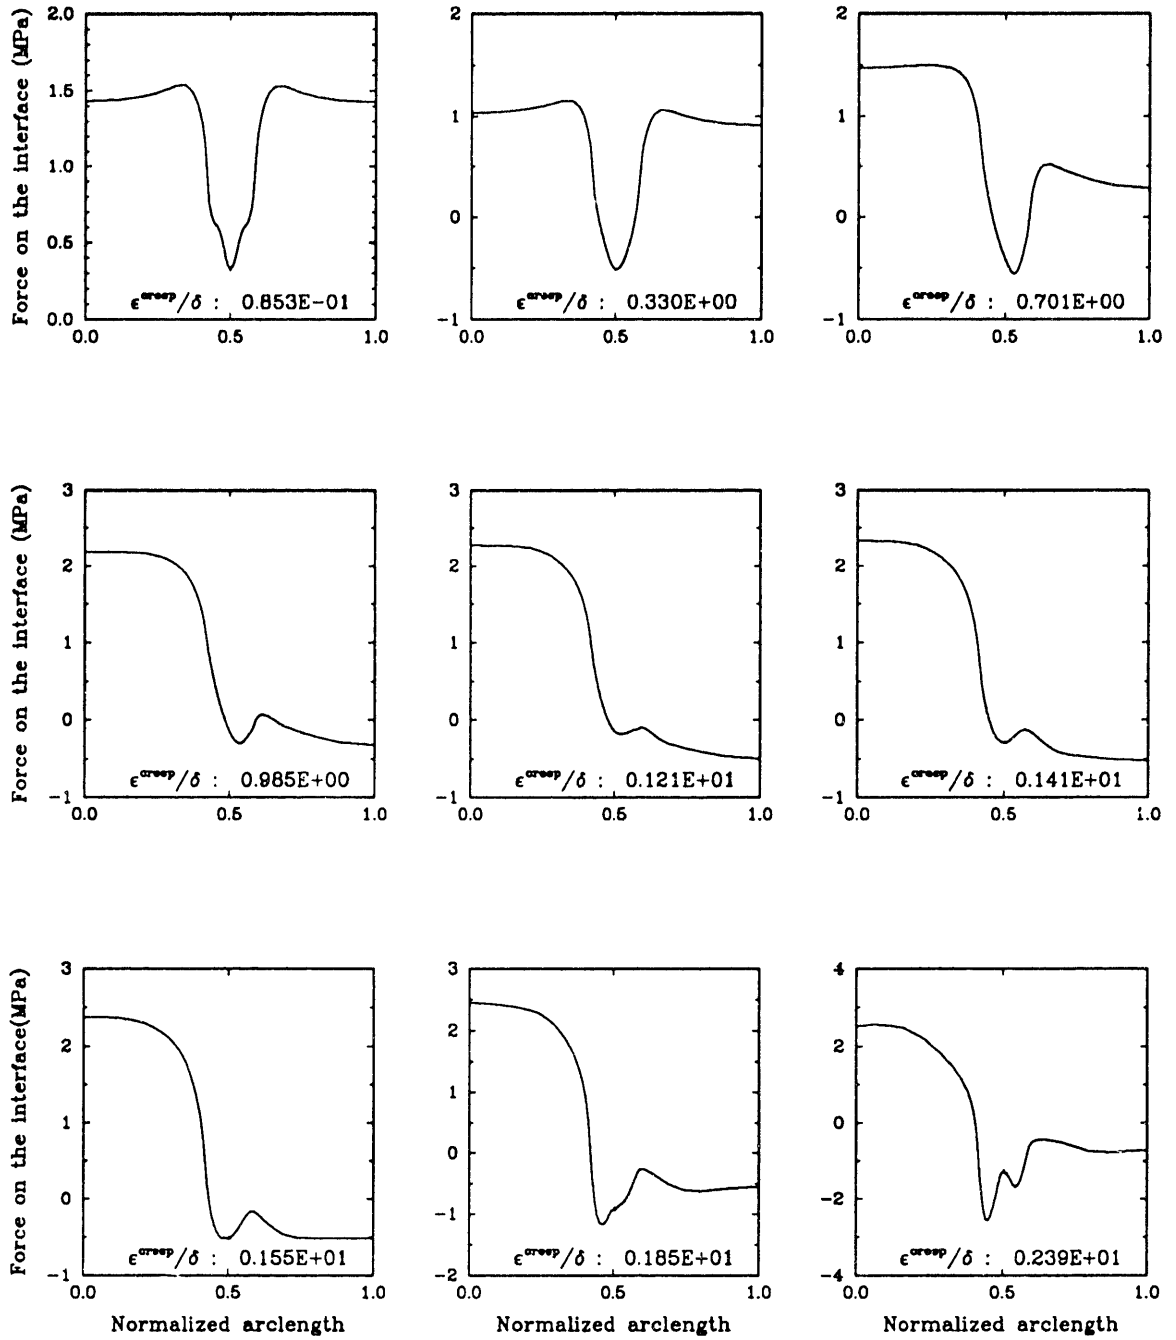 Force on the interface (MPa)
2.0
1.5
1.0
0.5
0.0
ϵ^creep/δ : 0.853E-01
0.0 0.5 1.0
2
1
0
-1
ϵ^creep/δ : 0.330E+00
0.0 0.5 1.0
2
1
0
-1
ϵ^creep/δ : 0.701E+00
0.0 0.5 1.0
Force on the interface (MPa)
3
2
1
0
-1
ϵ^creep/δ : 0.985E+00
0.0 0.5 1.0
3
2
1
0
-1
ϵ^creep/δ : 0.121E+01
0.0 0.5 1.0
3
2
1
0
-1
ϵ^creep/δ : 0.141E+01
0.0 0.5 1.0
Force on the interface(MPa)
3
2
1
0
-1
ϵ^creep/δ : 0.155E+01
0.0 0.5 1.0
Normalized arclength
3
2
1
0
-1
-2
ϵ^creep/δ : 0.185E+01
0.0 0.5 1.0
Normalized arclength
4
2
0
-2
-4
ϵ^creep/δ : 0.239E+01
0.0 0.5 1.0
Normalized arclength